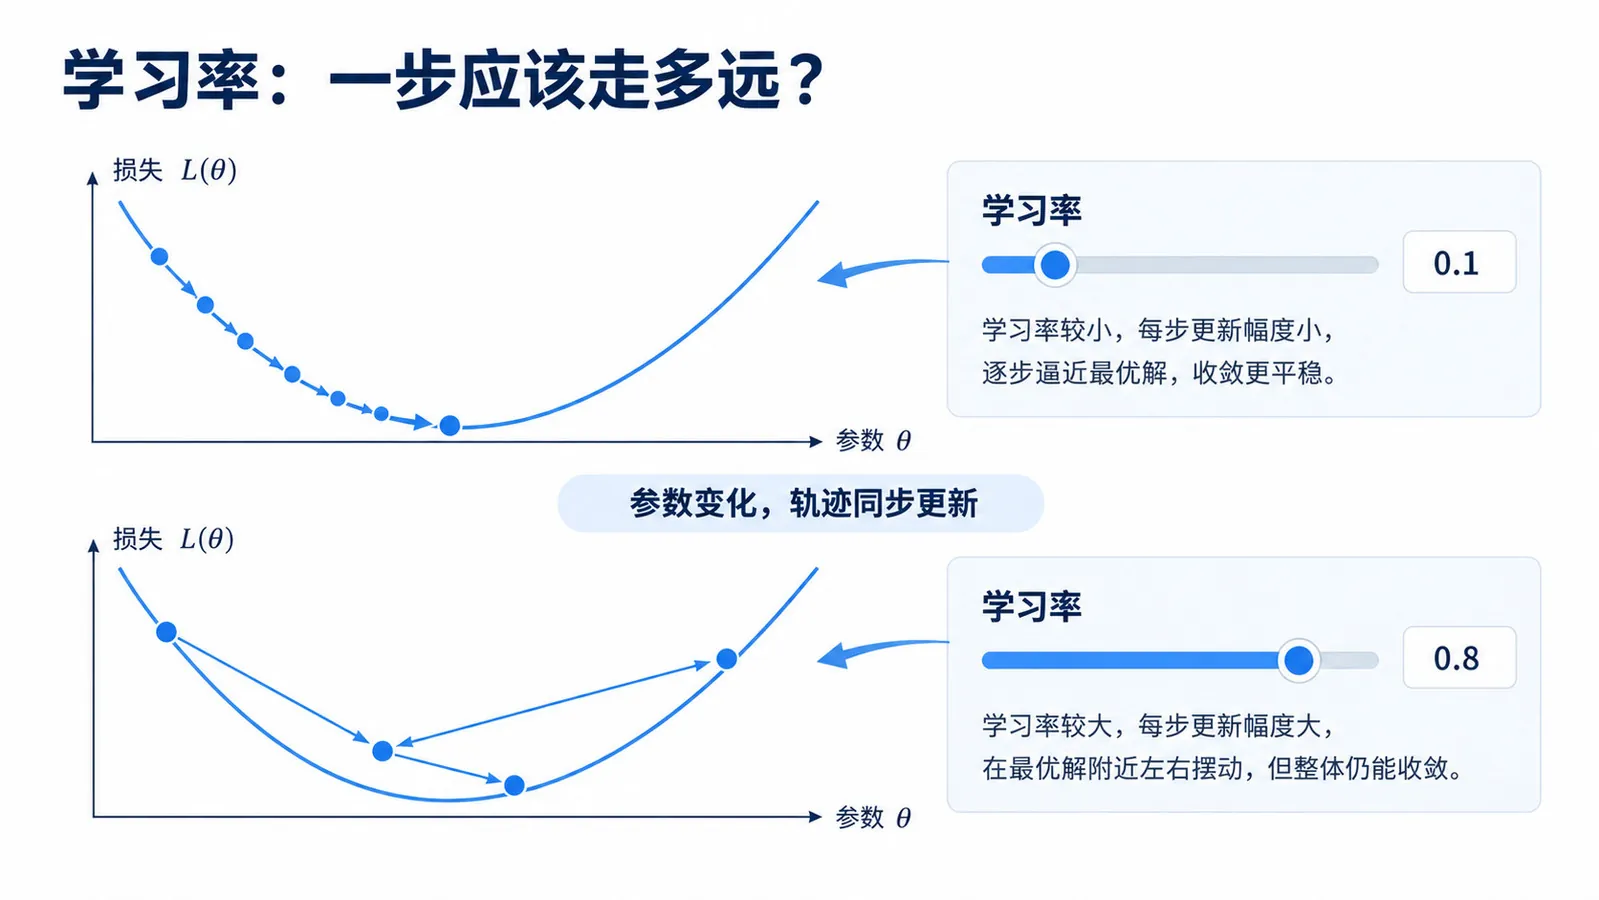 学习率：一步应该走多远？
损失 L(θ)
参数 θ
学习率
0.1
学习率较小，每步更新幅度小，
逐步逼近最优解，收敛更平稳。
参数变化，轨迹同步更新
损失 L(θ)
参数 θ
学习率
0.8
学习率较大，每步更新幅度大，
在最优解附近左右摆动，但整体仍能收敛。